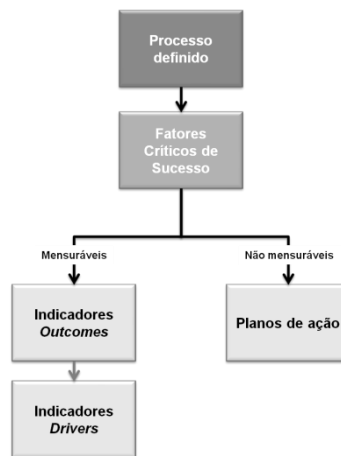 Processo
definido
Fatores
Críticos de
Sucesso
Mensuráveis
Não mensuráveis
Indicadores
Outcomes
Planos de ação
Indicadores
Drivers